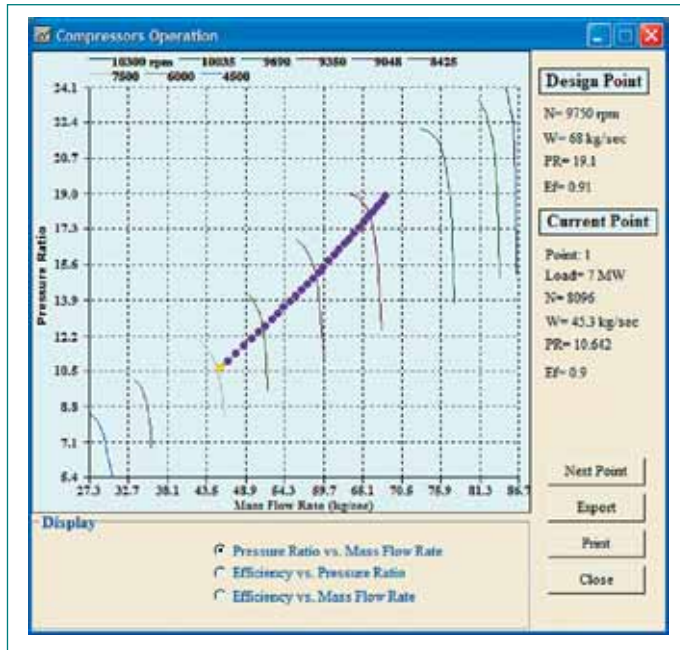 Compressors Operation
10300 rpm 10035 9690 9350 9048 8425
7500 6000 4500
24.1
22.4
20.7
19.0
17.3
15.6
13.9
12.2
10.5
8.8
7.1
5.4
Pressure Ratio
27.3 32.7 38.1 43.5 48.9 54.3 59.7 65.1 70.5 75.9 81.3 86.7
Mass Flow Rate (kg/sec)
Design Point
N= 9750 rpm
W= 68 kg/sec
PR= 19.1
Ef= 0.91
Current Point
Point: 1
Load= 7 MW
N= 8096
W= 45.3 kg/sec
PR= 10.642
Ef= 0.9
Next Point
Export
Print
Close
Display
Pressure Ratio vs. Mass Flow Rate
Efficiency vs. Pressure Ratio
Efficiency vs. Mass Flow Rate